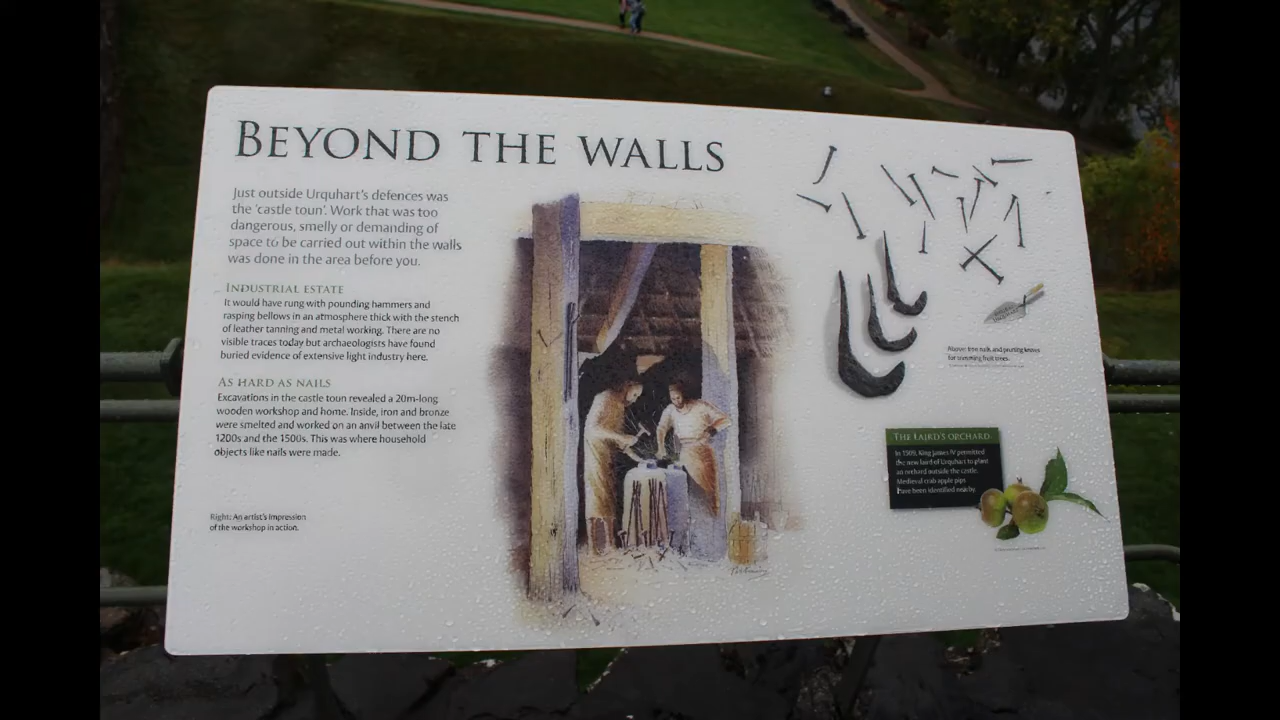 BEYOND THE WALLS
Just outside Urquhart's defences was
the 'castle toun'. Work that was too
dangerous, smelly or demanding of
space to be carried out within the walls
was done in the area before you.
INDUSTRIAL ESTATE
It would have rung with pounding hammers and
rasping bellows in an atmosphere thick with the stench
of leather tanning and metal working. There are no
visible traces today but archaeologists have found
buried evidence of extensive light industry here.
AS HARD AS NAILS
Excavations in the castle toun revealed a 20m-long
wooden workshop and home. Inside, iron and bronze
were smelted and worked on an anvil between the late
1200s and the 1500s. This was where household
objects like nails were made.
Right: An artist's impression
of the workshop in action.
Above: Iron nails and pruning knives
for trimming fruit trees.
THE LAIRD'S ORCHARD
In 1509, King James IV permitted
the new laird of Urquhart to plant
an orchard outside the castle.
Medieval crab apple pips
have been identified nearby.